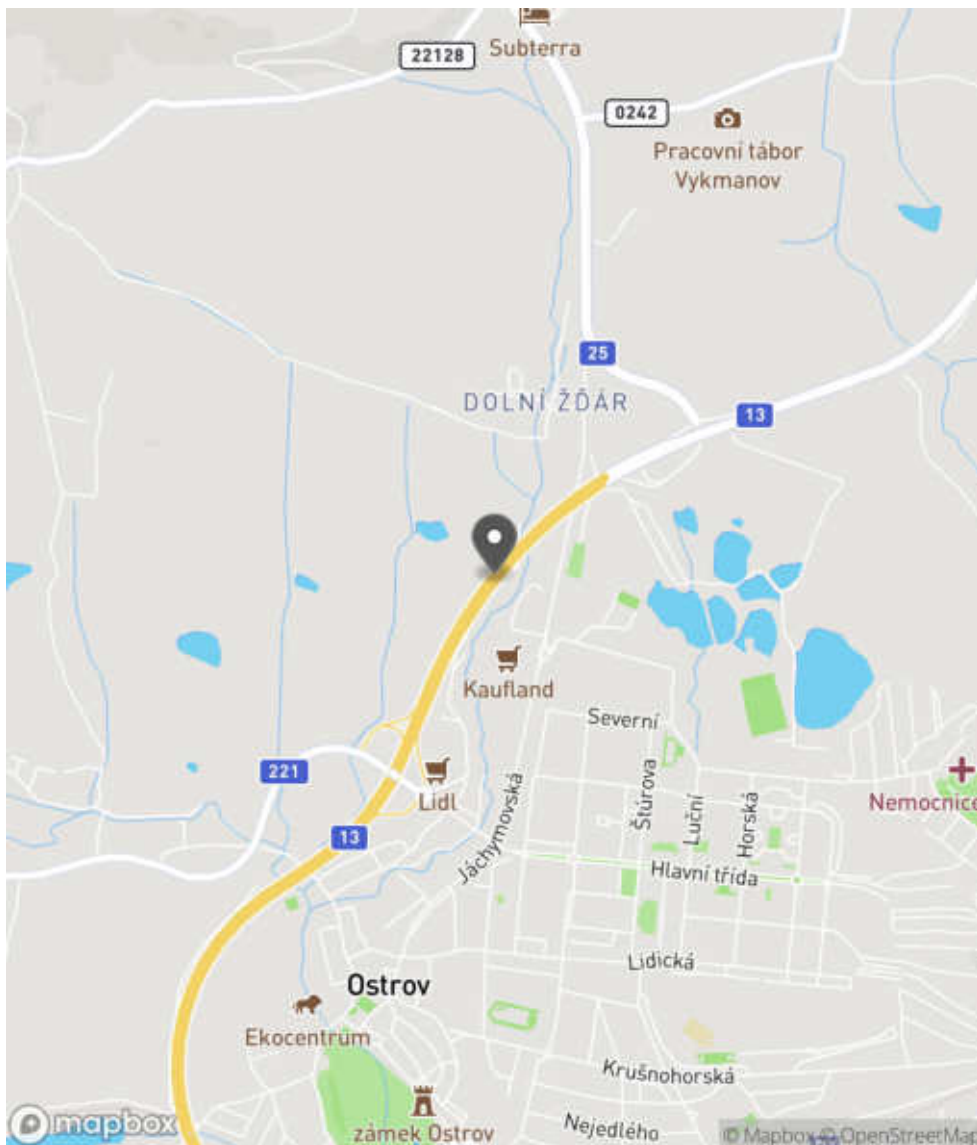 Subterra
22128
0242
Pracovní tábor
Vykmanov
25
DOLNÍ ŽĎÁR
13
Kaufland
Severní
221
Lidl
Nemocnice
Štúrova
Luční
Horská
Jáchymovská
13
Hlavní třída
Lidická
Ostrov
Ekocentrum
Krušnohorská
zámek Ostrov
Nejedlého
mapbox
© Mapbox © OpenStreetMap